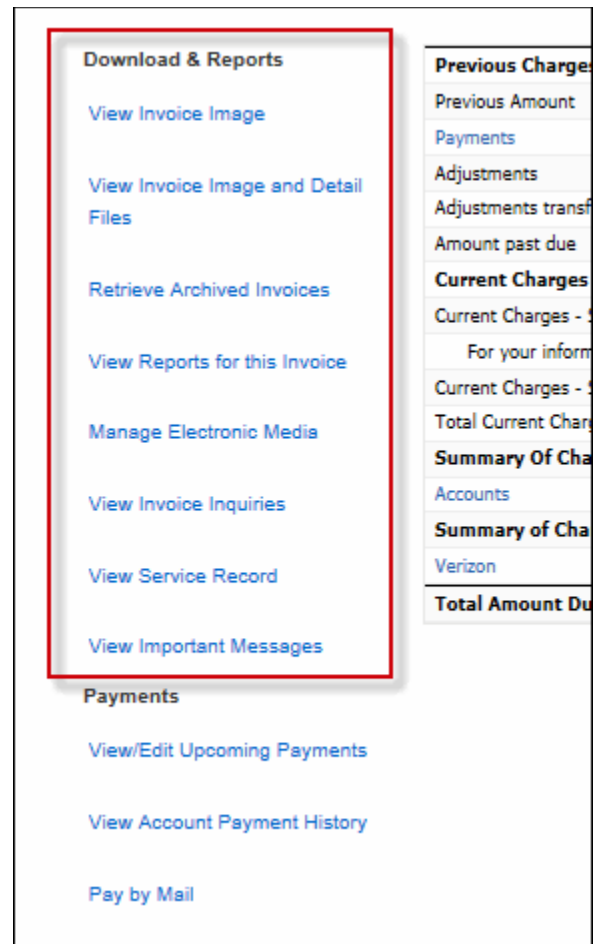 Download & Reports
View Invoice Image
View Invoice Image and Detail
Files
Retrieve Archived Invoices
View Reports for this Invoice
Manage Electronic Media
View Invoice Inquiries
View Service Record
View Important Messages
Payments
View/Edit Upcoming Payments
View Account Payment History
Pay by Mail
Previous Charges
Previous Amount
Payments
Adjustments
Adjustments transf
Amount past due
Current Charges
Current Charges -
For your inform
Current Charges -
Total Current Charg
Summary Of Cha
Accounts
Summary of Cha
Verizon
Total Amount Du